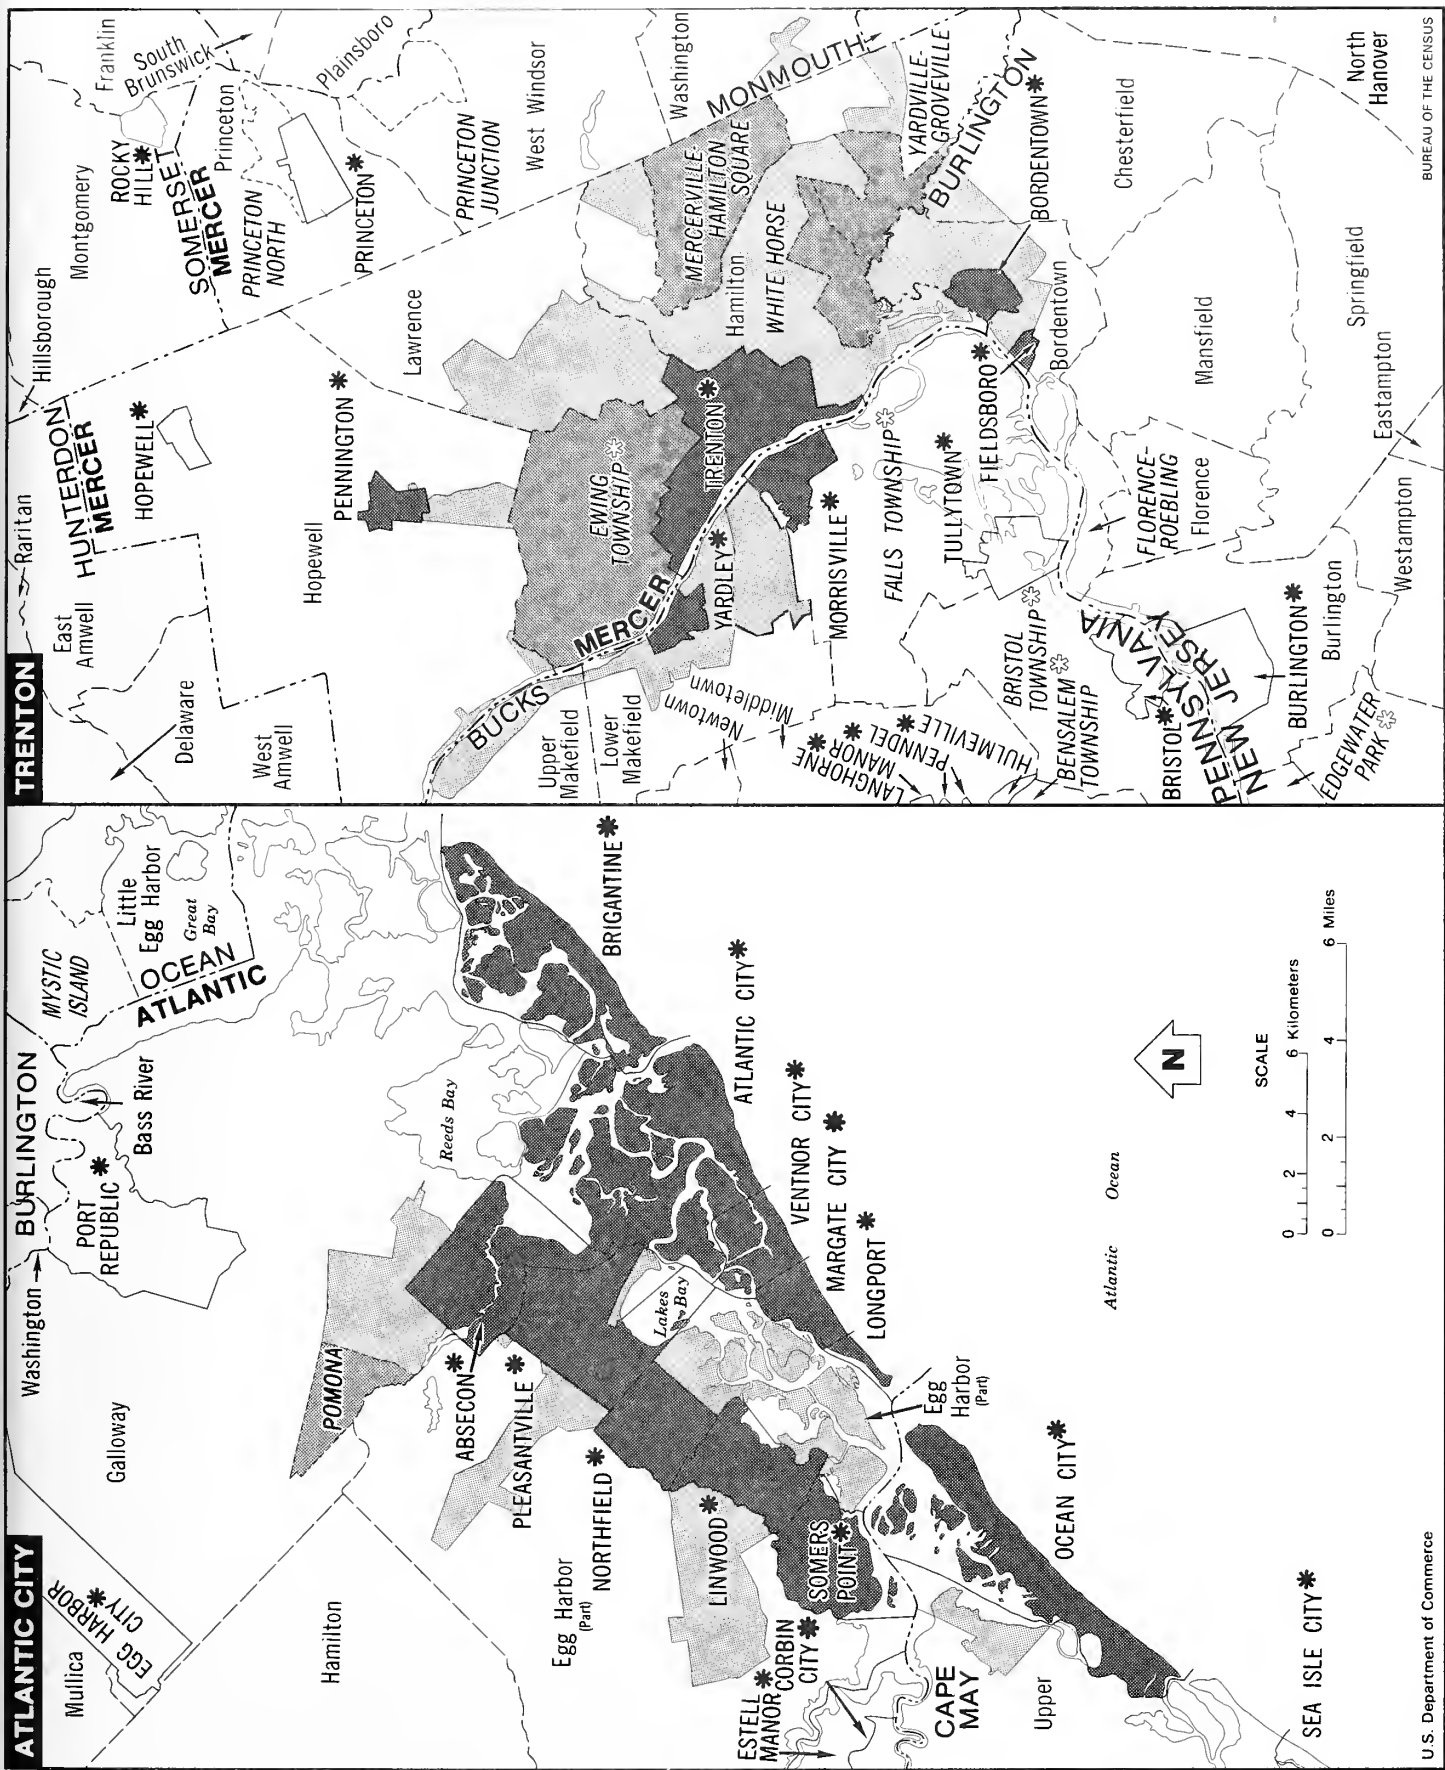 ATLANTIC CITY
Mullica
EGG HARBOR
CITY
Galloway
Hamilton
Washington
BURLINGTON
PORT
REPUBLIC
Bass River
MYSTIC
ISLAND
Little
Egg Harbor
Great
Bay
OCEAN
ATLANTIC
POMONA
Reeds Bay
ABSECON
PLEASANTVILLE
Egg Harbor
(Part)
NORTHFIELD
Lakes
Bay
BRIGANTINE
LINWOOD
ATLANTIC CITY
SOMERS
POINT
VENTNOR CITY
MARGATE CITY
LONGPORT
ESTELL
MANOR
CORBIN
CITY
Egg
Harbor
(Part)
CAPE
MAY
Upper
OCEAN CITY
Atlantic Ocean
N
SCALE
0 2 4 6 Kilometers
0 2 4 6 Miles
SEA ISLE CITY
U.S. Department of Commerce
TRENTON
Delaware
East
Amwell
Raritan
Hillsborough
Montgomery
Franklin
South
Brunswick
ROCKY
HILL
HUNTERDON
MERCER
HOPEWELL
SOMERSET
MERCER
Princeton
Plainsboro
PRINCETON
NORTH
PRINCETON
West
Amwell
Hopewell
PENNINGTON
Lawrence
PRINCETON
JUNCTION
West Windsor
BUCKS
MERCER
EWING
TOWNSHIP
Upper
Makefield
Lower
Makefield
Newtown
Middletown
YARDLEY
TRENTON
MERCERVILLE-
HAMILTON
SQUARE
Hamilton
WHITE HORSE
Washington
MONMOUTH
YARDVILLE-
GROVEVILLE
BURLINGTON
BORDENTOWN
MORRISVILLE
LANGHORNE
MANOR
PENNDEL
HULMEVILLE
FALLS TOWNSHIP
TULLYTOWN
FIELDSBORO
Bordentown
Chesterfield
BRISTOL
TOWNSHIP
BENSALEM
TOWNSHIP
BRISTOL
PENNSYLVANIA
NEW JERSEY
FLORENCE-
ROEBLING
Florence
Mansfield
Springfield
North
Hanover
BURLINGTON
Burlington
EDGEWATER
PARK
Westampton
Eastampton
BUREAU OF THE CENSUS